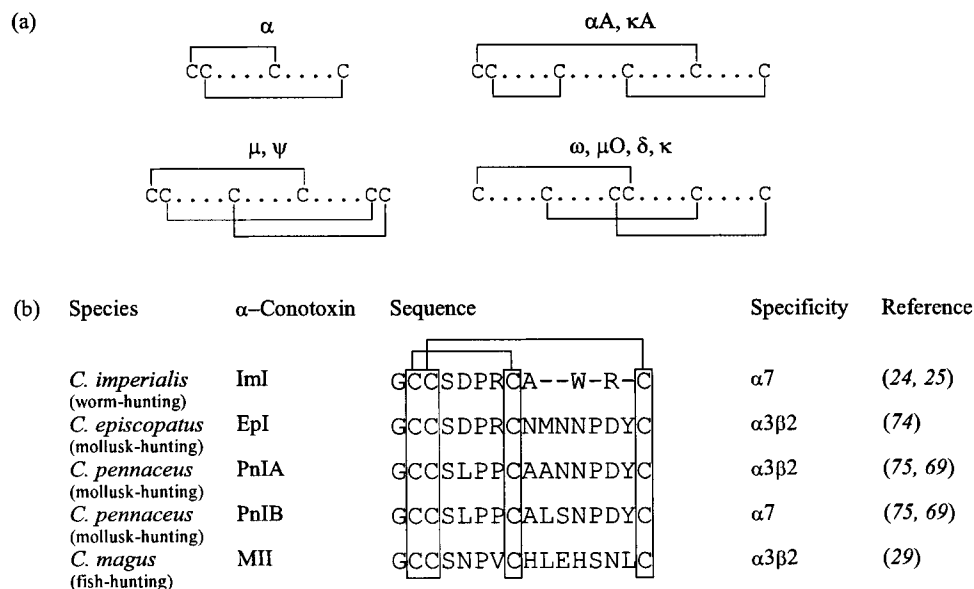 (a)
α
CC....C....C
αA, κA
CC....C....C....C....C
μ, ψ
CC....C....C....CC
ω, μO, δ, κ
C....C....CC....C....C
(b) Species α–Conotoxin Sequence Specificity Reference
C. imperialis ImI GCCSDPRCA--W-R-C α7 (24, 25)
(worm-hunting)
C. episcopatus EpI GCCSDPRCNMNNPDYC α3β2 (74)
(mollusk-hunting)
C. pennaceus PnIA GCCSLPPCAANNPDYC α3β2 (75, 69)
(mollusk-hunting)
C. pennaceus PnIB GCCSLPPCALSNPDYC α7 (75, 69)
(mollusk-hunting)
C. magus MII GCCSNPVCHLEHSNLC α3β2 (29)
(fish-hunting)